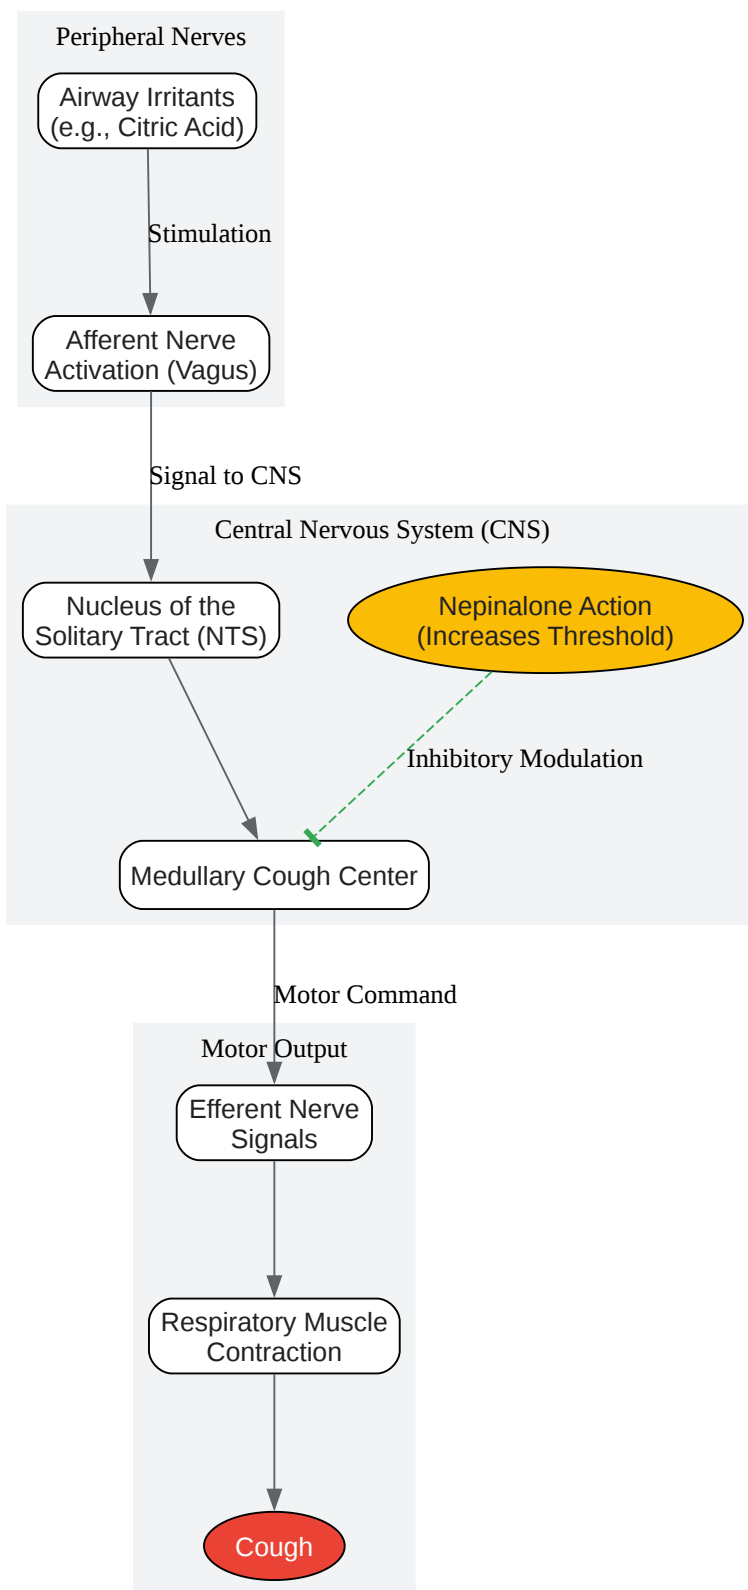 Peripheral Nerves
Airway Irritants
(e.g., Citric Acid)
Stimulation
Afferent Nerve
Activation (Vagus)
Signal to CNS
Central Nervous System (CNS)
Nucleus of the
Solitary Tract (NTS)
Nepinalone Action
(Increases Threshold)
Inhibitory Modulation
Medullary Cough Center
Motor Command
Motor Output
Efferent Nerve
Signals
Respiratory Muscle
Contraction
Cough